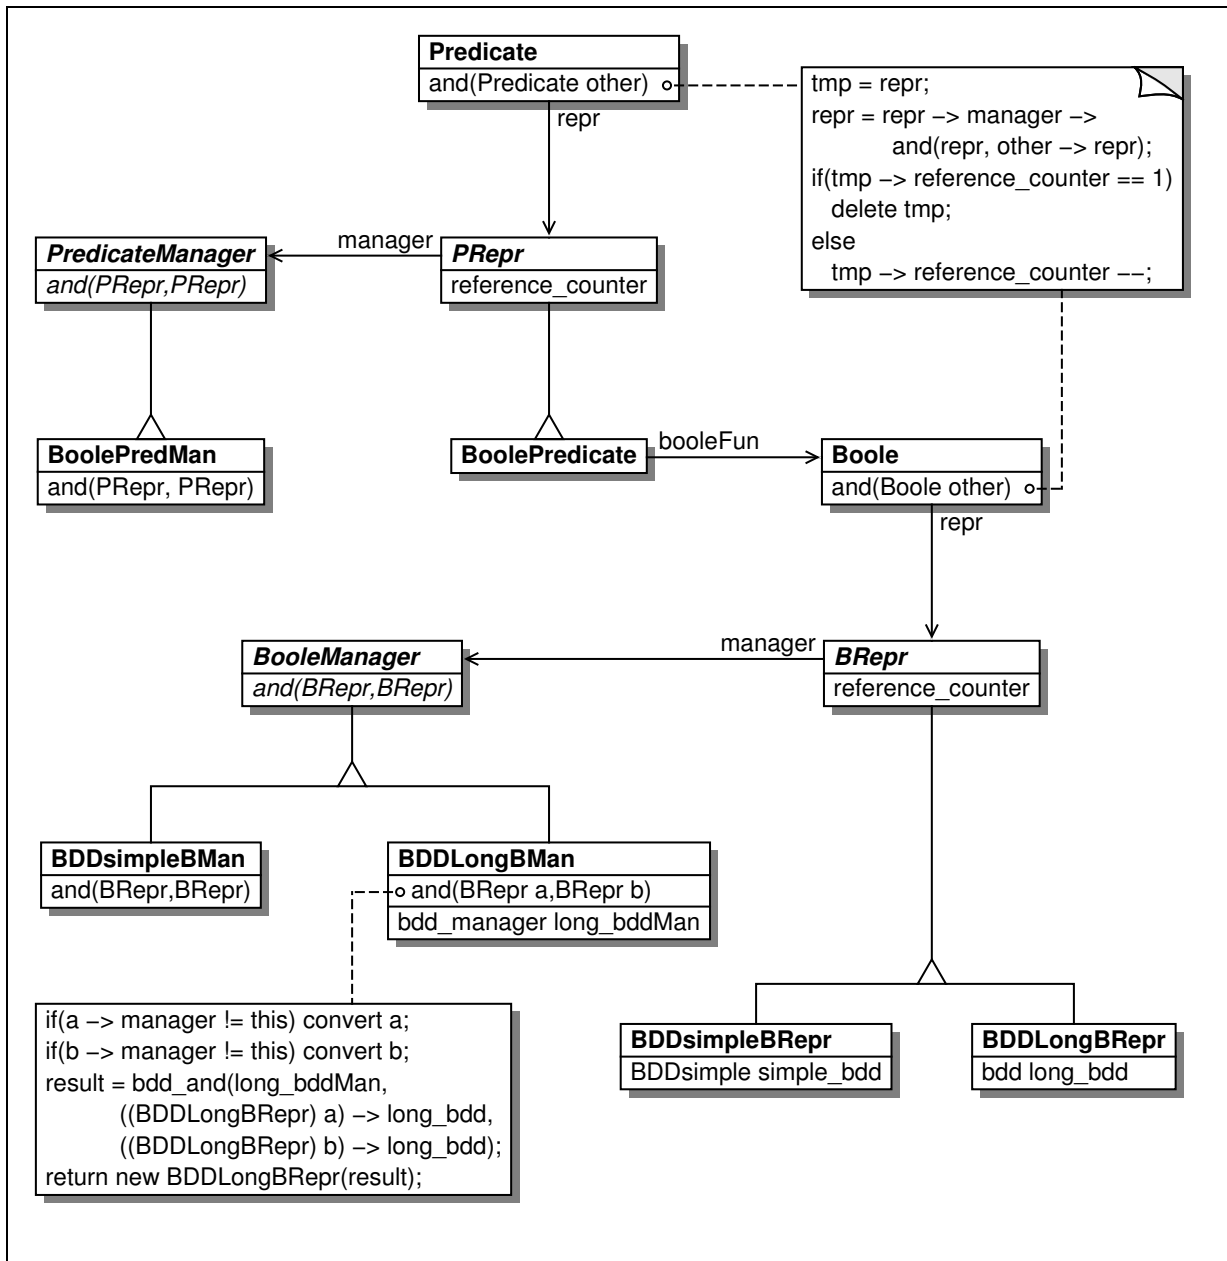 Predicate
and(Predicate other)
repr
tmp = repr;
repr = repr −> manager −>
and(repr, other −> repr);
if(tmp −> reference_counter == 1)
delete tmp;
else
tmp −> reference_counter −−;
PredicateManager
and(PRepr,PRepr)
manager
PRepr
reference_counter
BoolePredMan
and(PRepr, PRepr)
BoolePredicate
booleFun
Boole
and(Boole other)
repr
BooleManager
and(BRepr,BRepr)
manager
BRepr
reference_counter
BDDsimpleBMan
and(BRepr,BRepr)
BDDLongBMan
and(BRepr a,BRepr b)
bdd_manager long_bddMan
if(a −> manager != this) convert a;
if(b −> manager != this) convert b;
result = bdd_and(long_bddMan,
((BDDLongBRepr) a) −> long_bdd,
((BDDLongBRepr) b) −> long_bdd);
return new BDDLongBRepr(result);
BDDsimpleBRepr
BDDsimple simple_bdd
BDDLongBRepr
bdd long_bdd